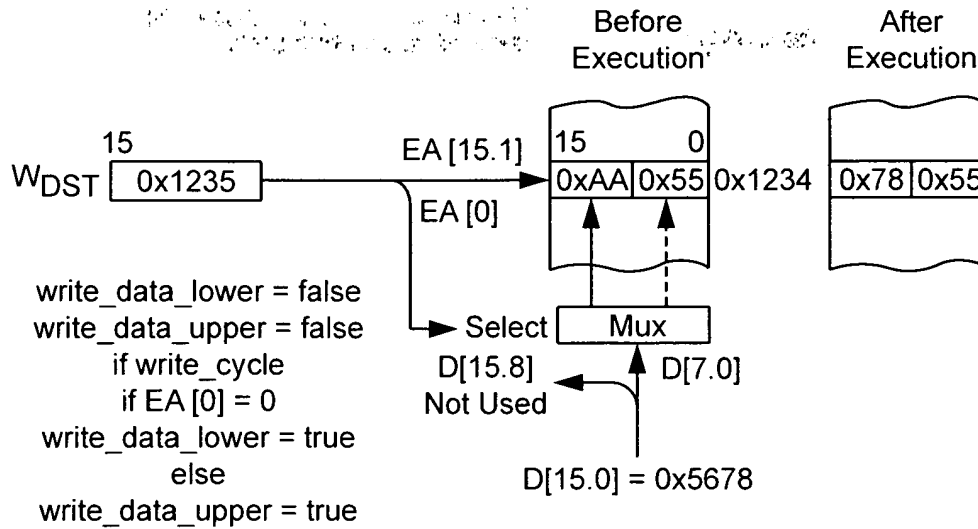 Before
Execution
After
Execution
15
W_DST 0x1235
EA [15.1]
EA [0]
15 0
0xAA 0x55 0x1234
0x78 0x55
write_data_lower = false
write_data_upper = false
if write_cycle
if EA [0] = 0
write_data_lower = true
else
write_data_upper = true
Select Mux
D[15.8]
Not Used
D[7.0]
D[15.0] = 0x5678